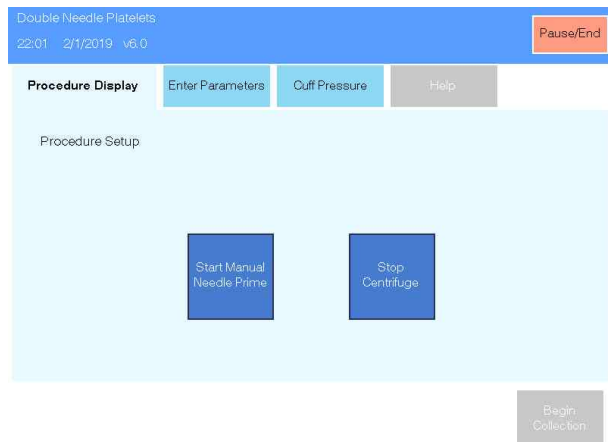 Double Needle Platelets
22:01 2/1/2019 v6.0
Pause/End
Procedure Display
Enter Parameters
Cuff Pressure
Help
Procedure Setup
Start Manual
Needle Prime
Stop
Centrifuge
Begin
Collection